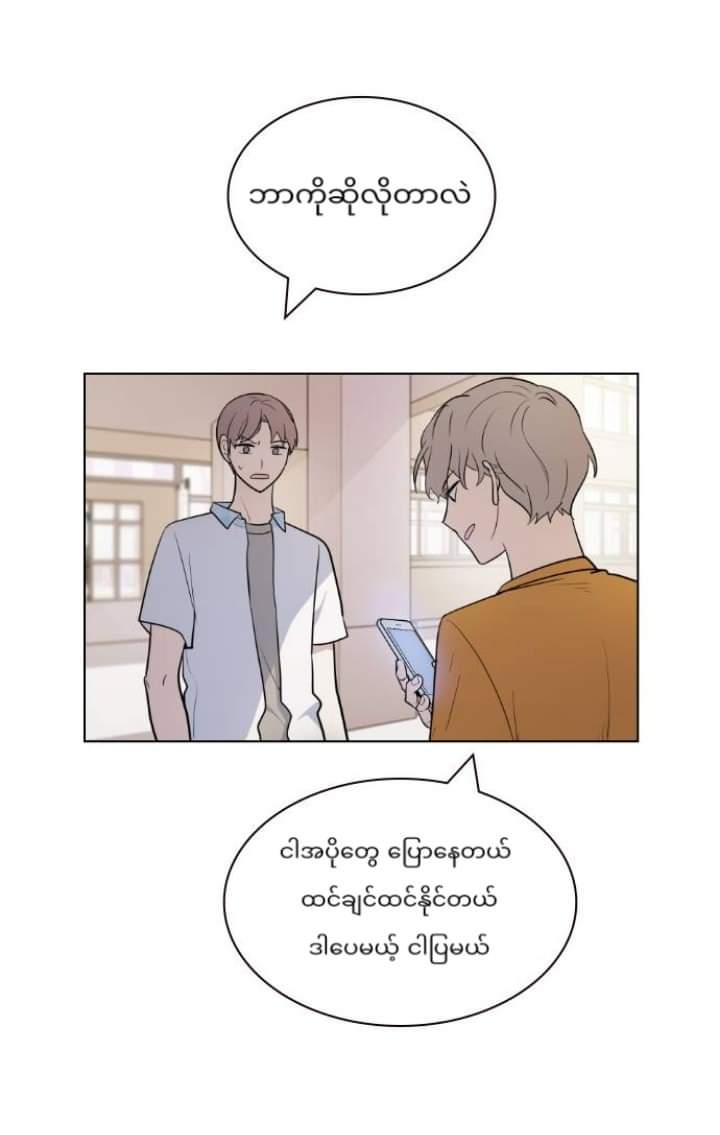 ဘာကိုဆိုလိုတာလဲ
ငါအပိုတွေ ပြောနေတယ်
ထင်ချင်ထင်နိုင်တယ်
ဒါပေမယ့် ငါပြမယ်